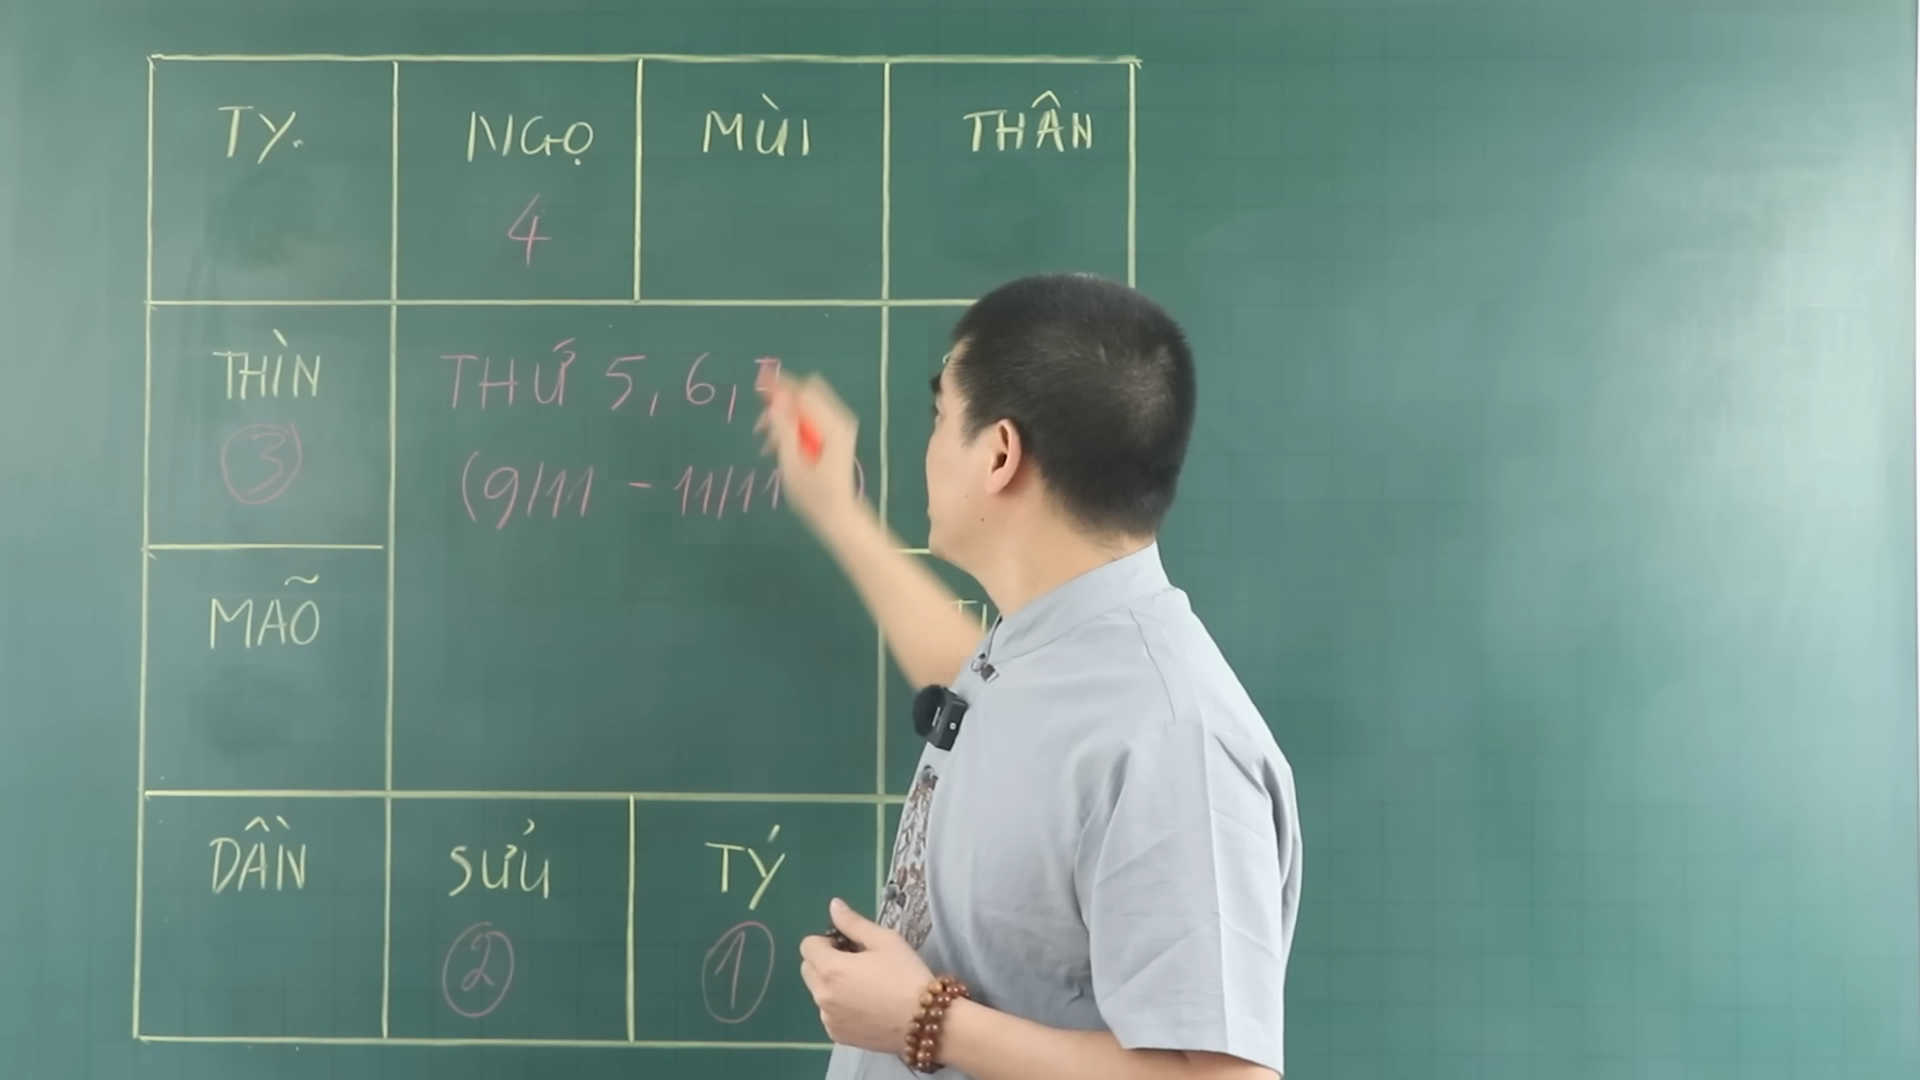 TỴ
NGỌ
MÙI
THÂN
4
THÌN
THỨ 5, 6, 7
③
(9/11 - 11/11
MÃO
DẦN
SỬU
TÝ
②
①